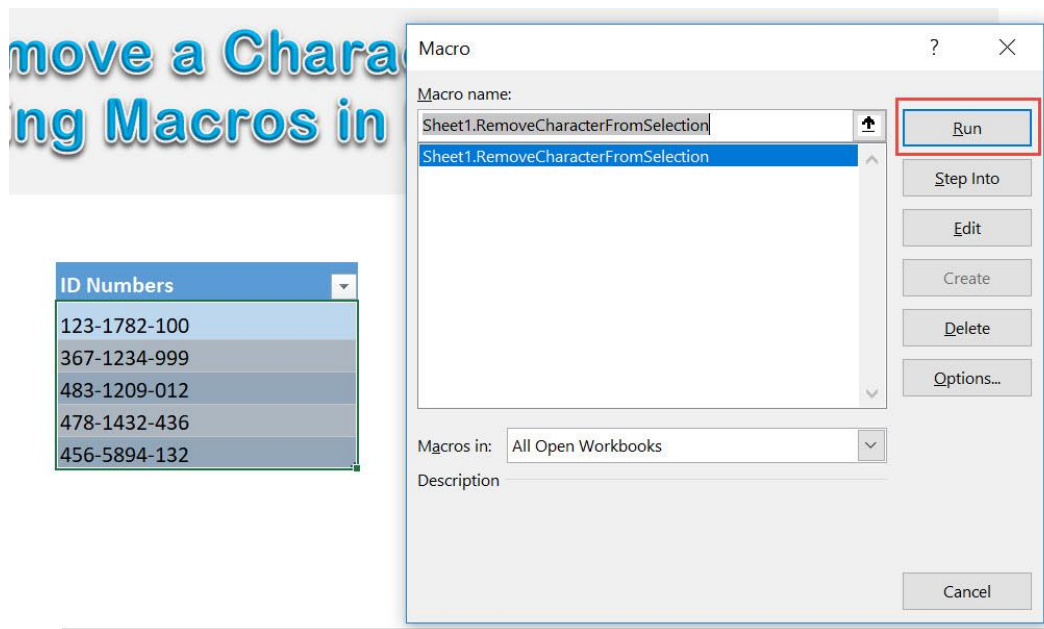 move a Chara
ng Macros in
ID Numbers
123-1782-100
367-1234-999
483-1209-012
478-1432-436
456-5894-132
Macro
?
Macro name:
Sheet1.RemoveCharacterFromSelection
Sheet1.RemoveCharacterFromSelection
Run
Step Into
Edit
Create
Delete
Options...
Macros in: All Open Workbooks
Description
Cancel